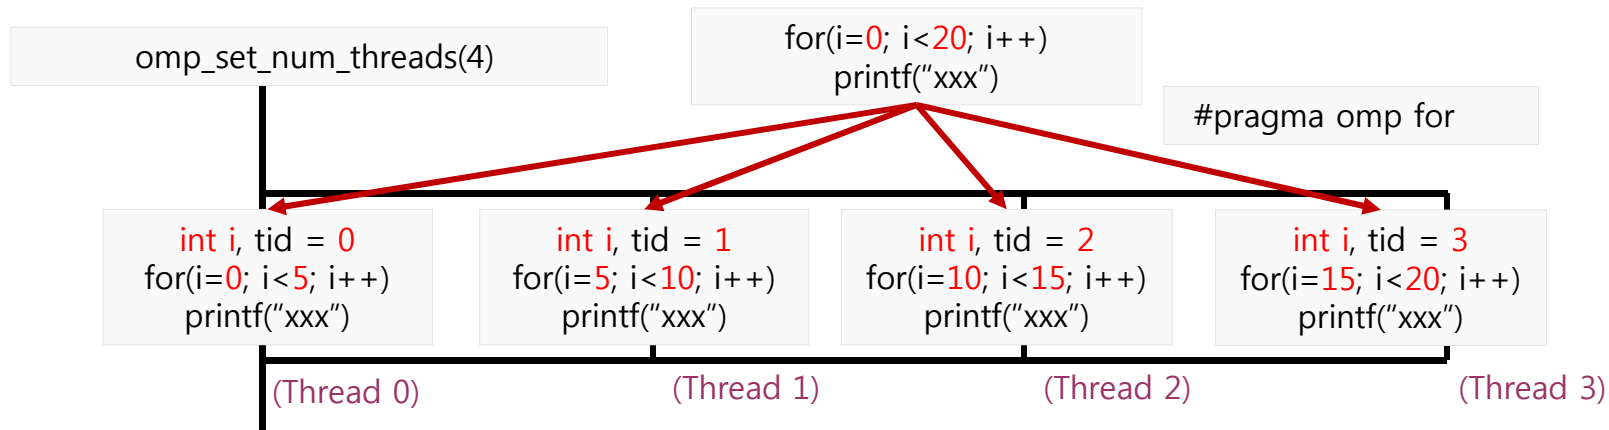 omp_set_num_threads(4)
for(i=0; i<20; i++)
printf("xxx")
#pragma omp for
int i, tid = 0
for(i=0; i<5; i++)
printf("xxx")
int i, tid = 1
for(i=5; i<10; i++)
printf("xxx")
int i, tid = 2
for(i=10; i<15; i++)
printf("xxx")
int i, tid = 3
for(i=15; i<20; i++)
printf("xxx")
(Thread 0)
(Thread 1)
(Thread 2)
(Thread 3)